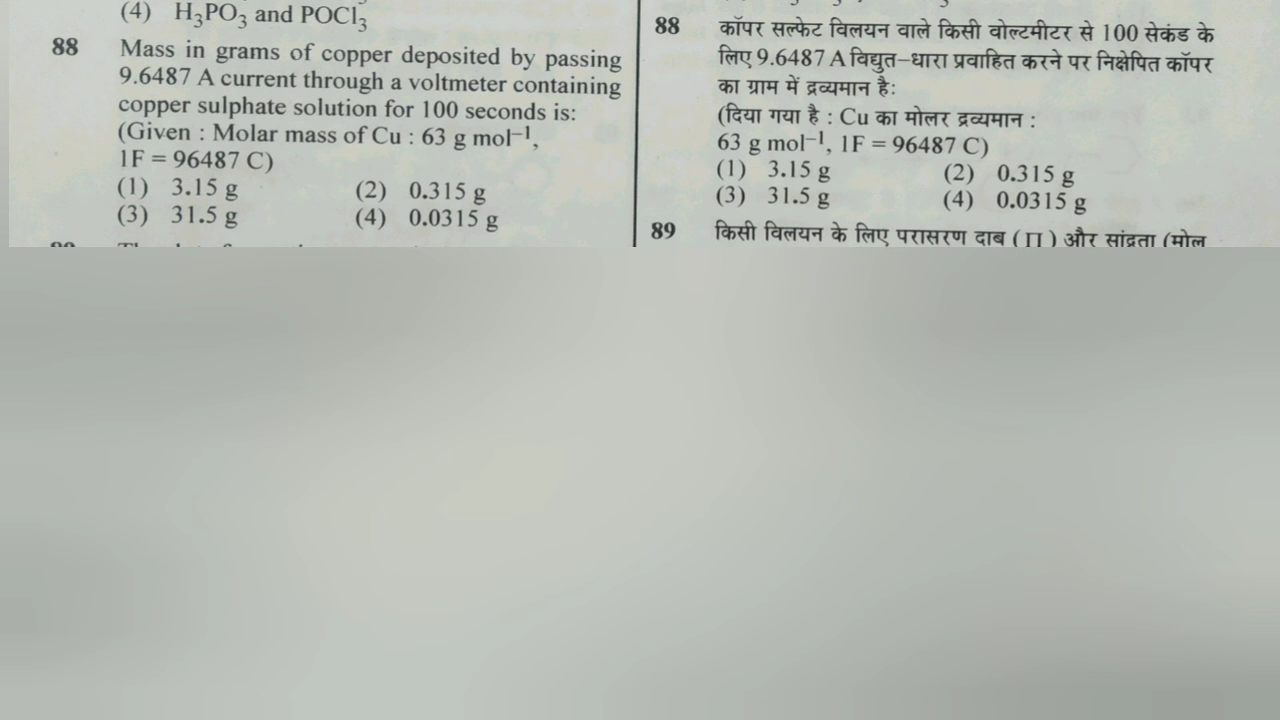 (4) H₃PO₃ and POCl₃
88 Mass in grams of copper deposited by passing
9.6487 A current through a voltmeter containing
copper sulphate solution for 100 seconds is:
(Given : Molar mass of Cu : 63 g mol⁻¹,
1F = 96487 C)
(1) 3.15 g (2) 0.315 g
(3) 31.5 g (4) 0.0315 g
88 कॉपर सल्फेट विलयन वाले किसी वोल्टमीटर से 100 सेकंड के
लिए 9.6487 A विद्युत-धारा प्रवाहित करने पर निक्षेपित कॉपर
का ग्राम में द्रव्यमान है:
(दिया गया है : Cu का मोलर द्रव्यमान :
63 g mol⁻¹, 1F = 96487 C)
(1) 3.15 g (2) 0.315 g
(3) 31.5 g (4) 0.0315 g
89 किसी विलयन के लिए परासरण दाब (Π) और सांद्रता (मोल